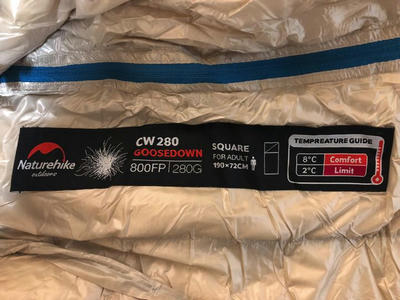 Naturehike
outdoors
CW 280
GOOSEDOWN
800FP 280G
SQUARE
FOR ADULT
190×72CM
TEMPREATURE GUIDE
8°C Comfort
2°C Limit